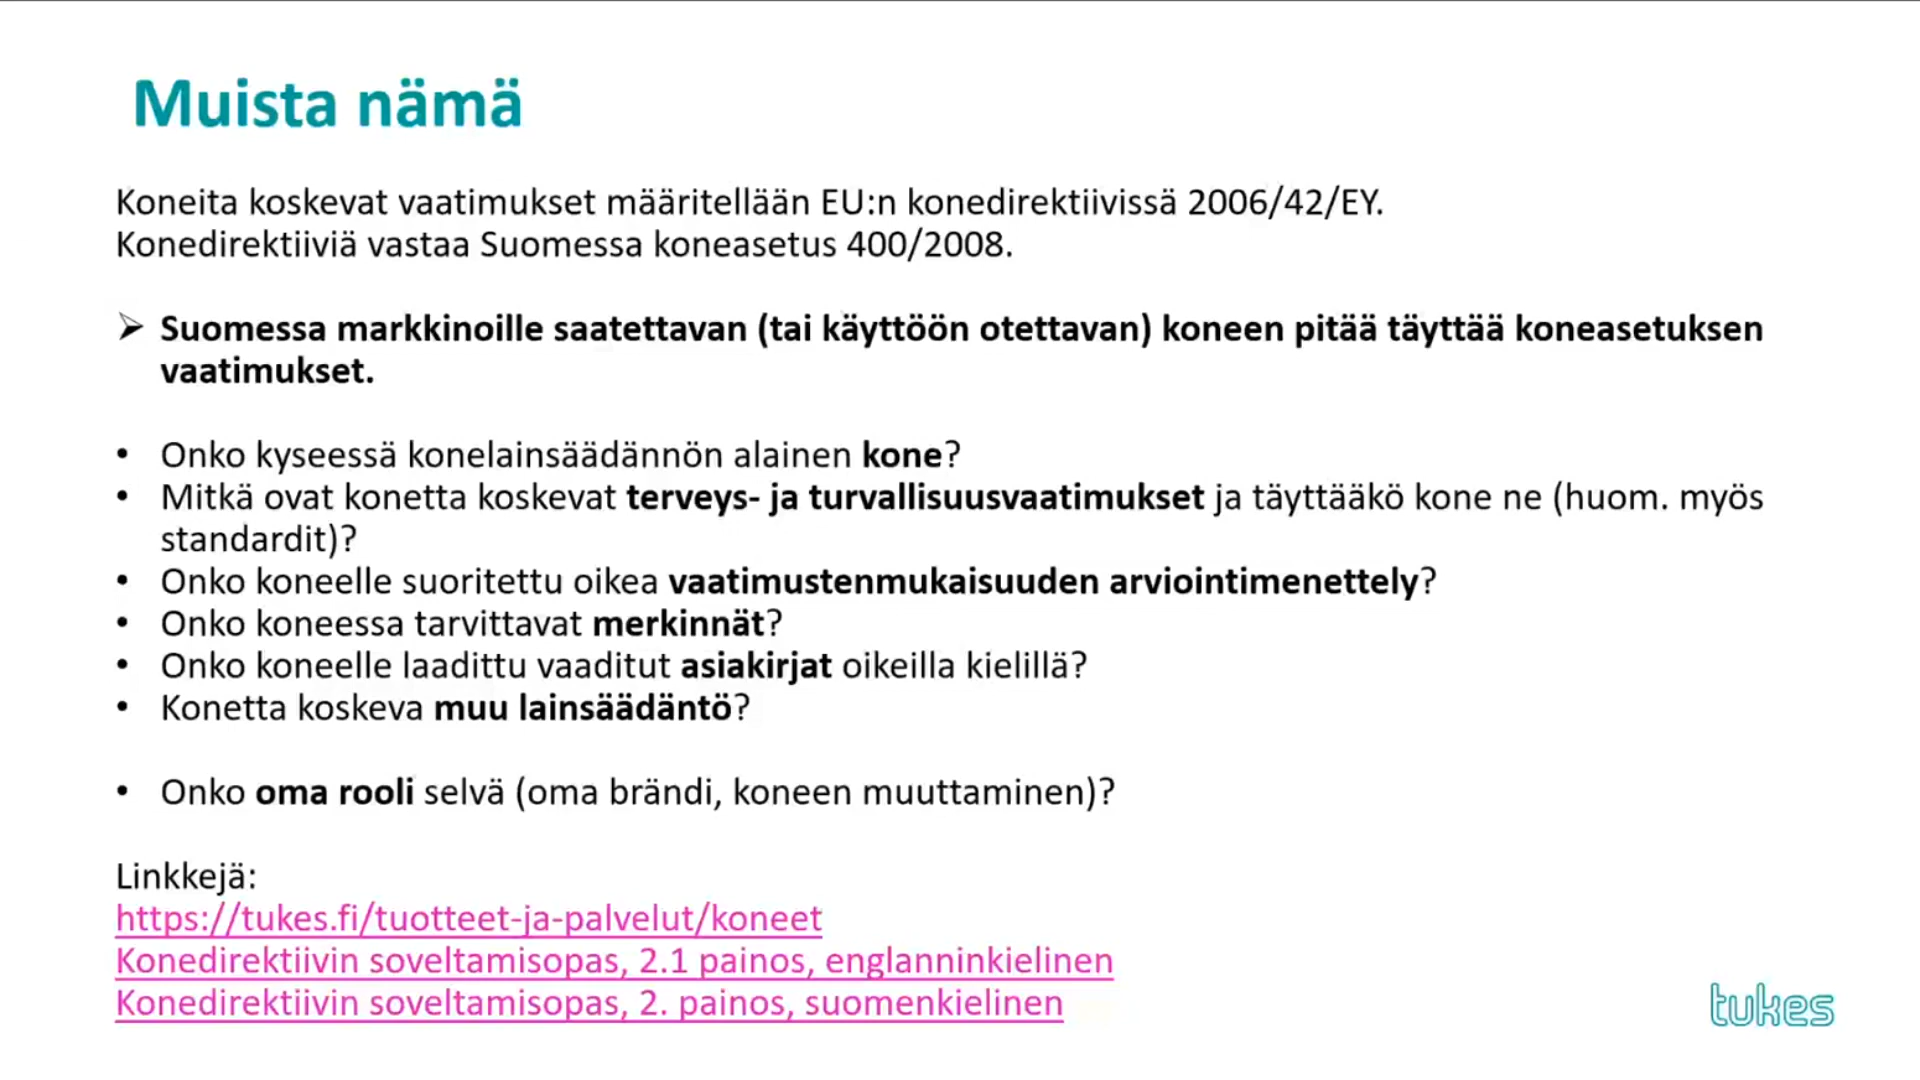 Muista nämä
Koneita koskevat vaatimukset määritellään EU:n konedirektiivissä 2006/42/EY.
Konedirektiiviä vastaa Suomessa koneasetus 400/2008.
➢ Suomessa markkinoille saatettavan (tai käyttöön otettavan) koneen pitää täyttää koneasetuksen
vaatimukset.
• Onko kyseessä konelainsäädännön alainen kone?
• Mitkä ovat konetta koskevat terveys- ja turvallisuusvaatimukset ja täyttääkö kone ne (huom. myös
standardit)?
• Onko koneelle suoritettu oikea vaatimustenmukaisuuden arviointimenettely?
• Onko koneessa tarvittavat merkinnät?
• Onko koneelle laadittu vaaditut asiakirjat oikeilla kielillä?
• Konetta koskeva muu lainsäädäntö?
• Onko oma rooli selvä (oma brändi, koneen muuttaminen)?
Linkkejä:
https://tukes.fi/tuotteet-ja-palvelut/koneet
Konedirektiivin soveltamisopas, 2.1 painos, englanninkielinen
Konedirektiivin soveltamisopas, 2. painos, suomenkielinen
tukes